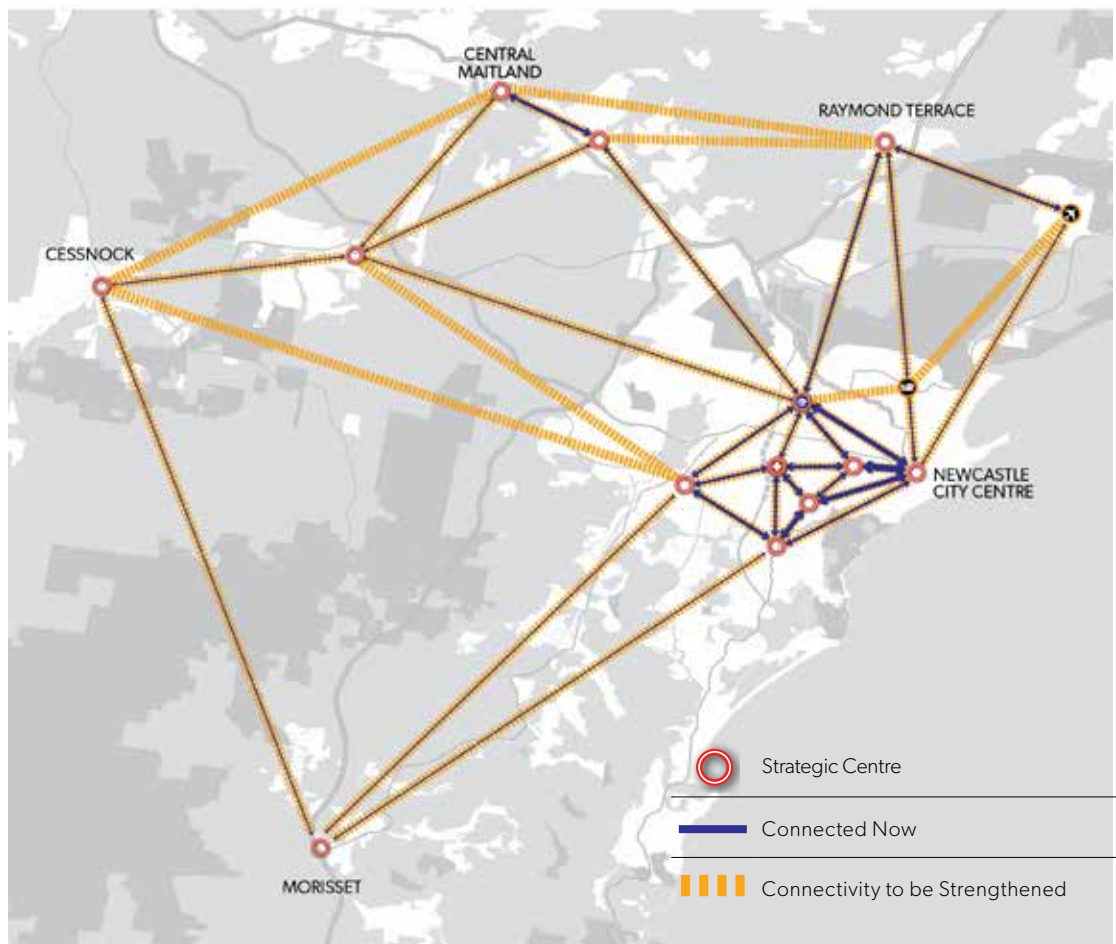 CENTRAL
MAITLAND
RAYMOND TERRACE
CESSNOCK
NEWCASTLE
CITY CENTRE
MORISSET
Strategic Centre
Connected Now
Connectivity to be Strengthened